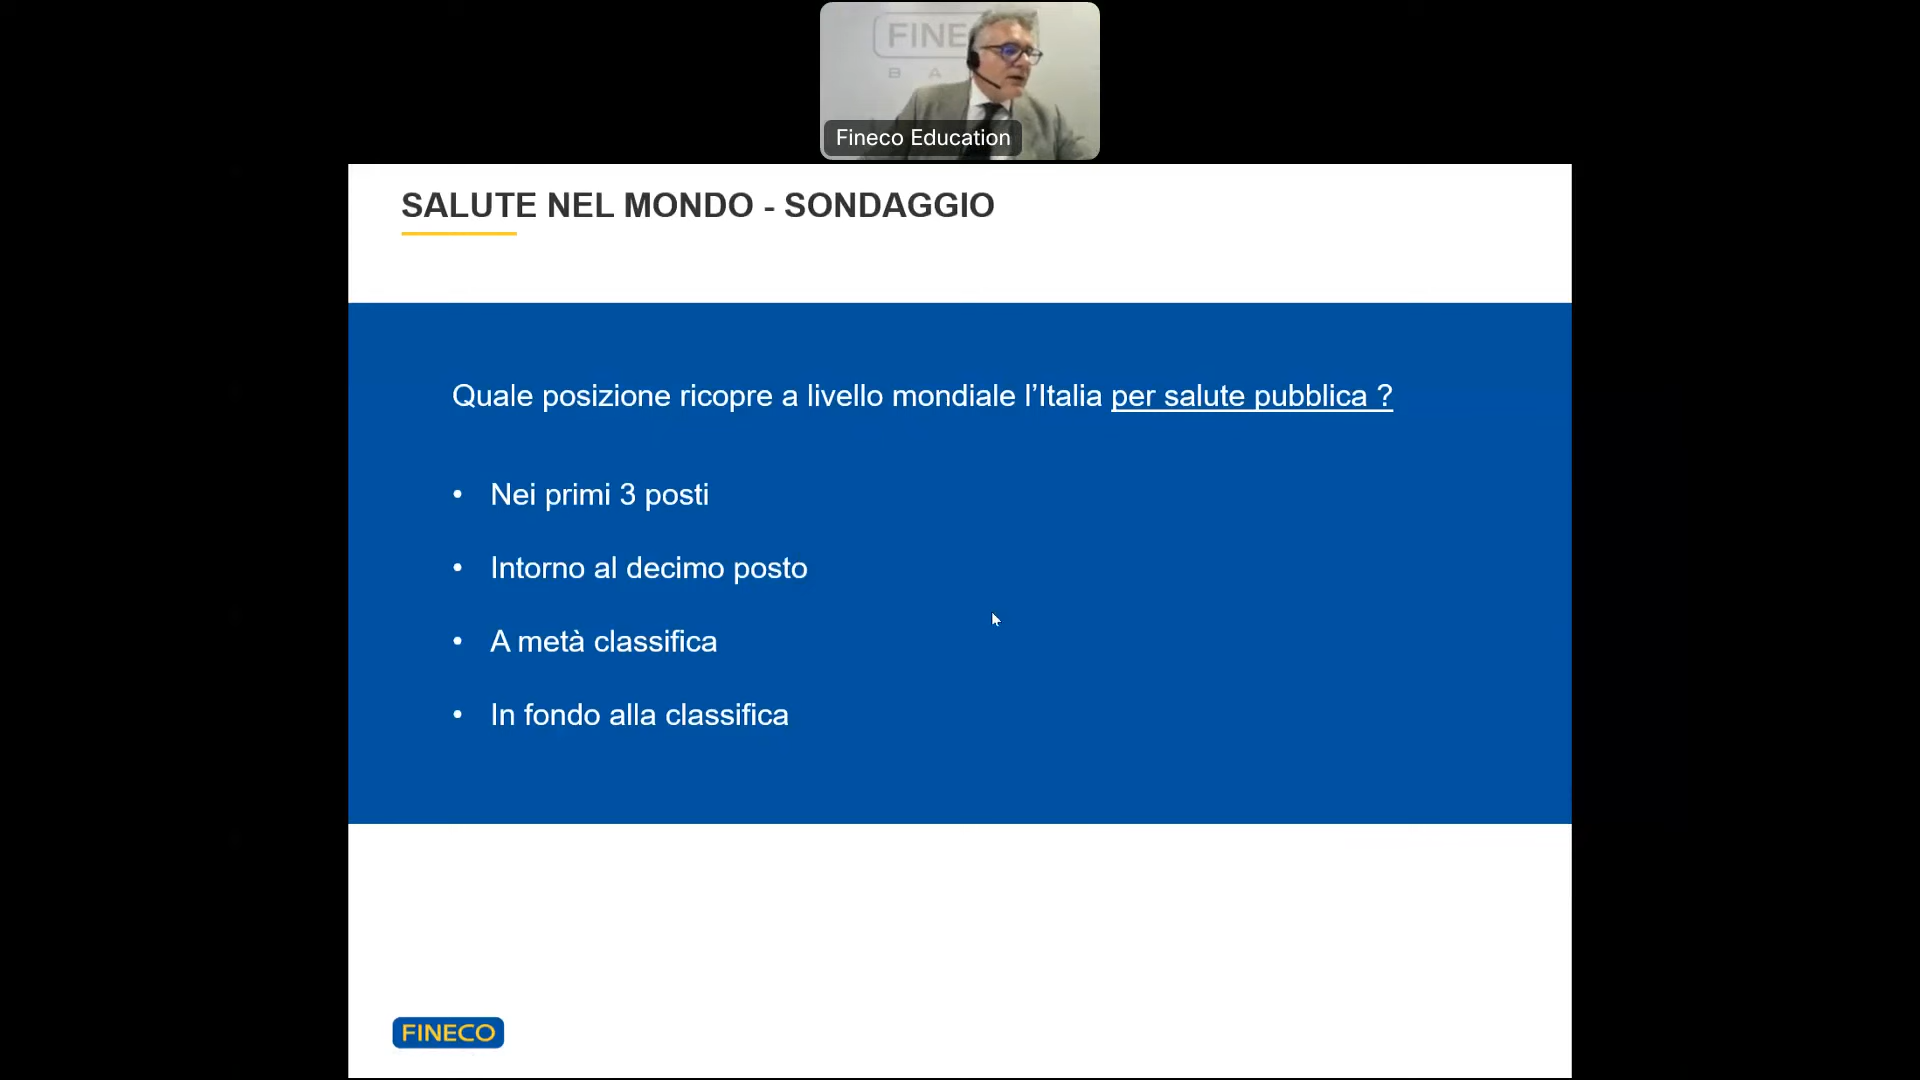 FINE
B A
Fineco Education
SALUTE NEL MONDO - SONDAGGIO
Quale posizione ricopre a livello mondiale l’Italia per salute pubblica ?
• Nei primi 3 posti
• Intorno al decimo posto
• A metà classifica
• In fondo alla classifica
FINECO